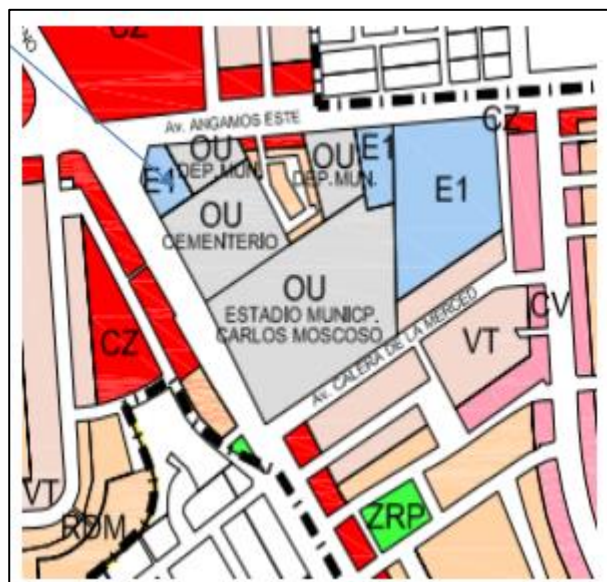 CZ
Av. ANGAMOS ESTE
CZ
OU
DEP. MUN.
E1
OU
DEP. MUN.
E1
E1
OU
CEMENTERIO
OU
ESTADIO MUNICP.
CARLOS MOSCOSO
Av. CALERA DE LA MERCED
CV
CZ
VT
VT
RDM
ZRP